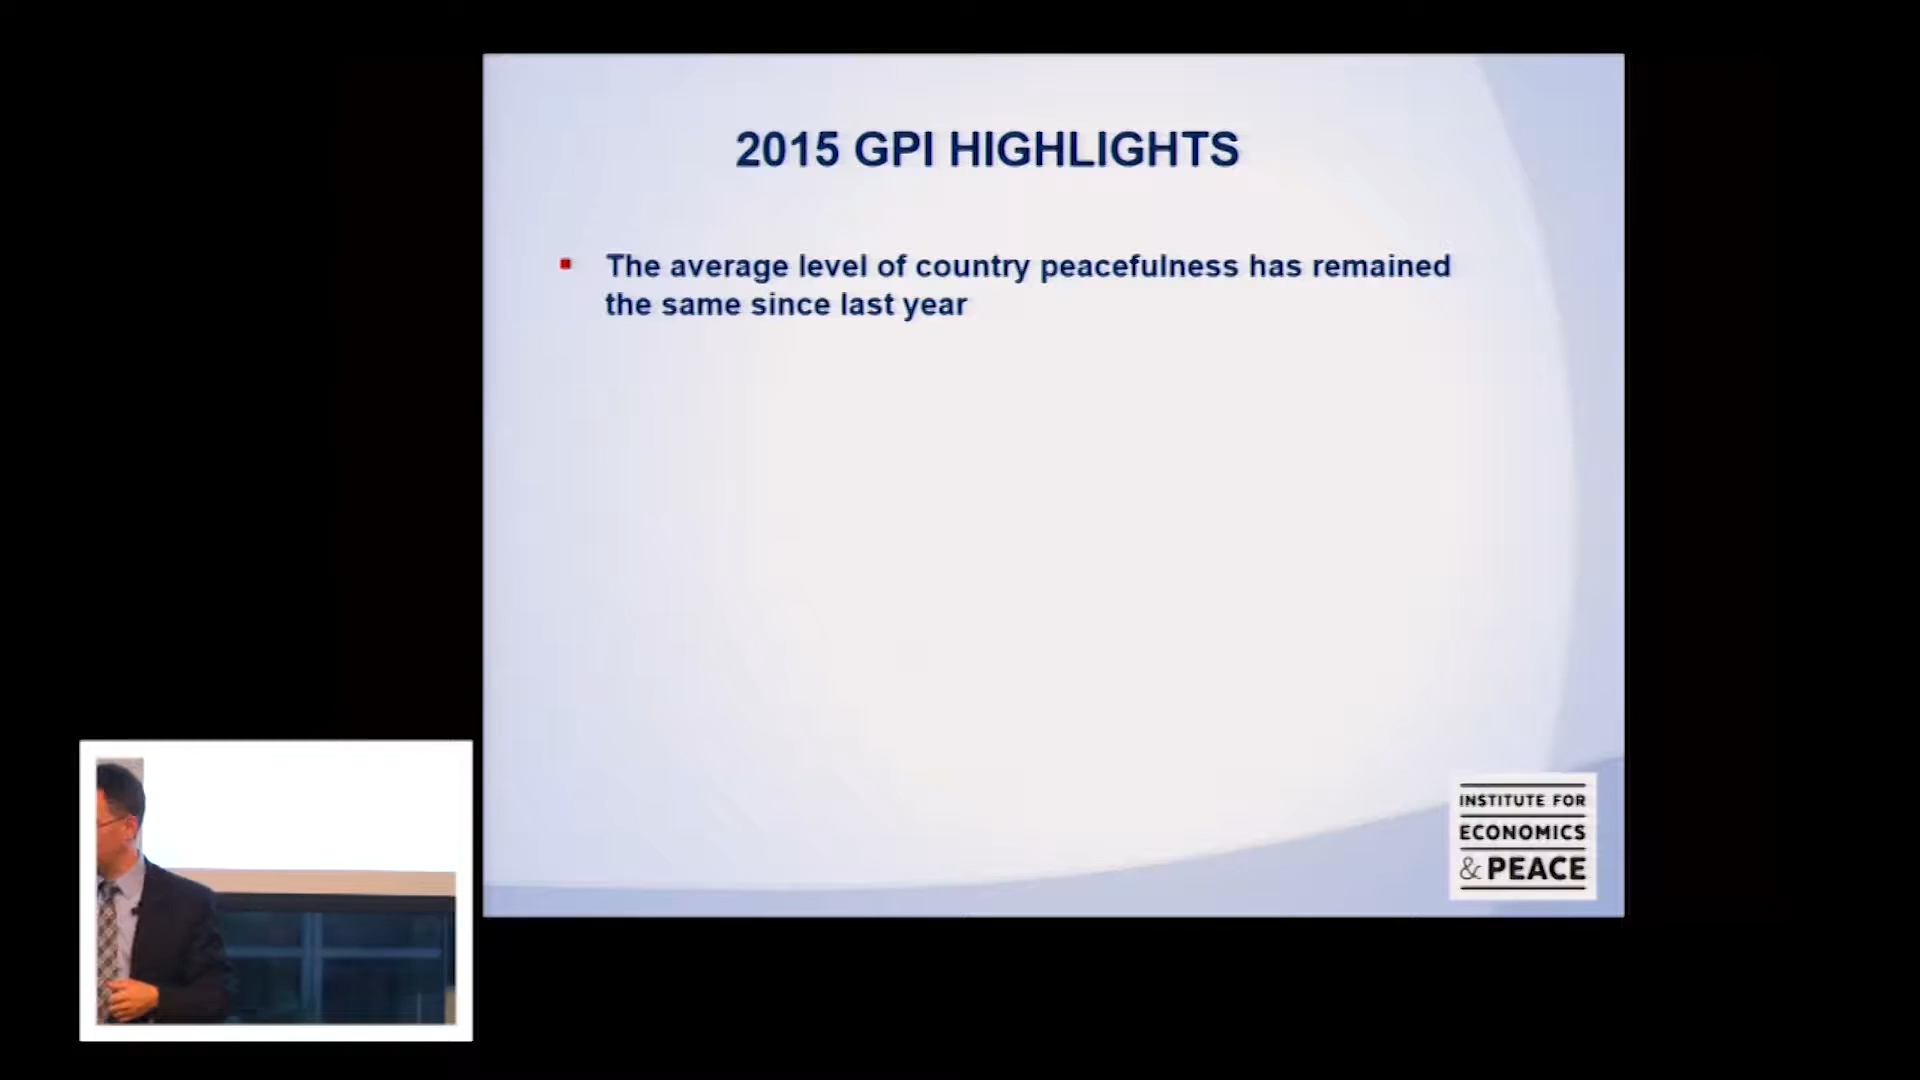 2015 GPI HIGHLIGHTS
The average level of country peacefulness has remained
the same since last year
INSTITUTE FOR
ECONOMICS
& PEACE